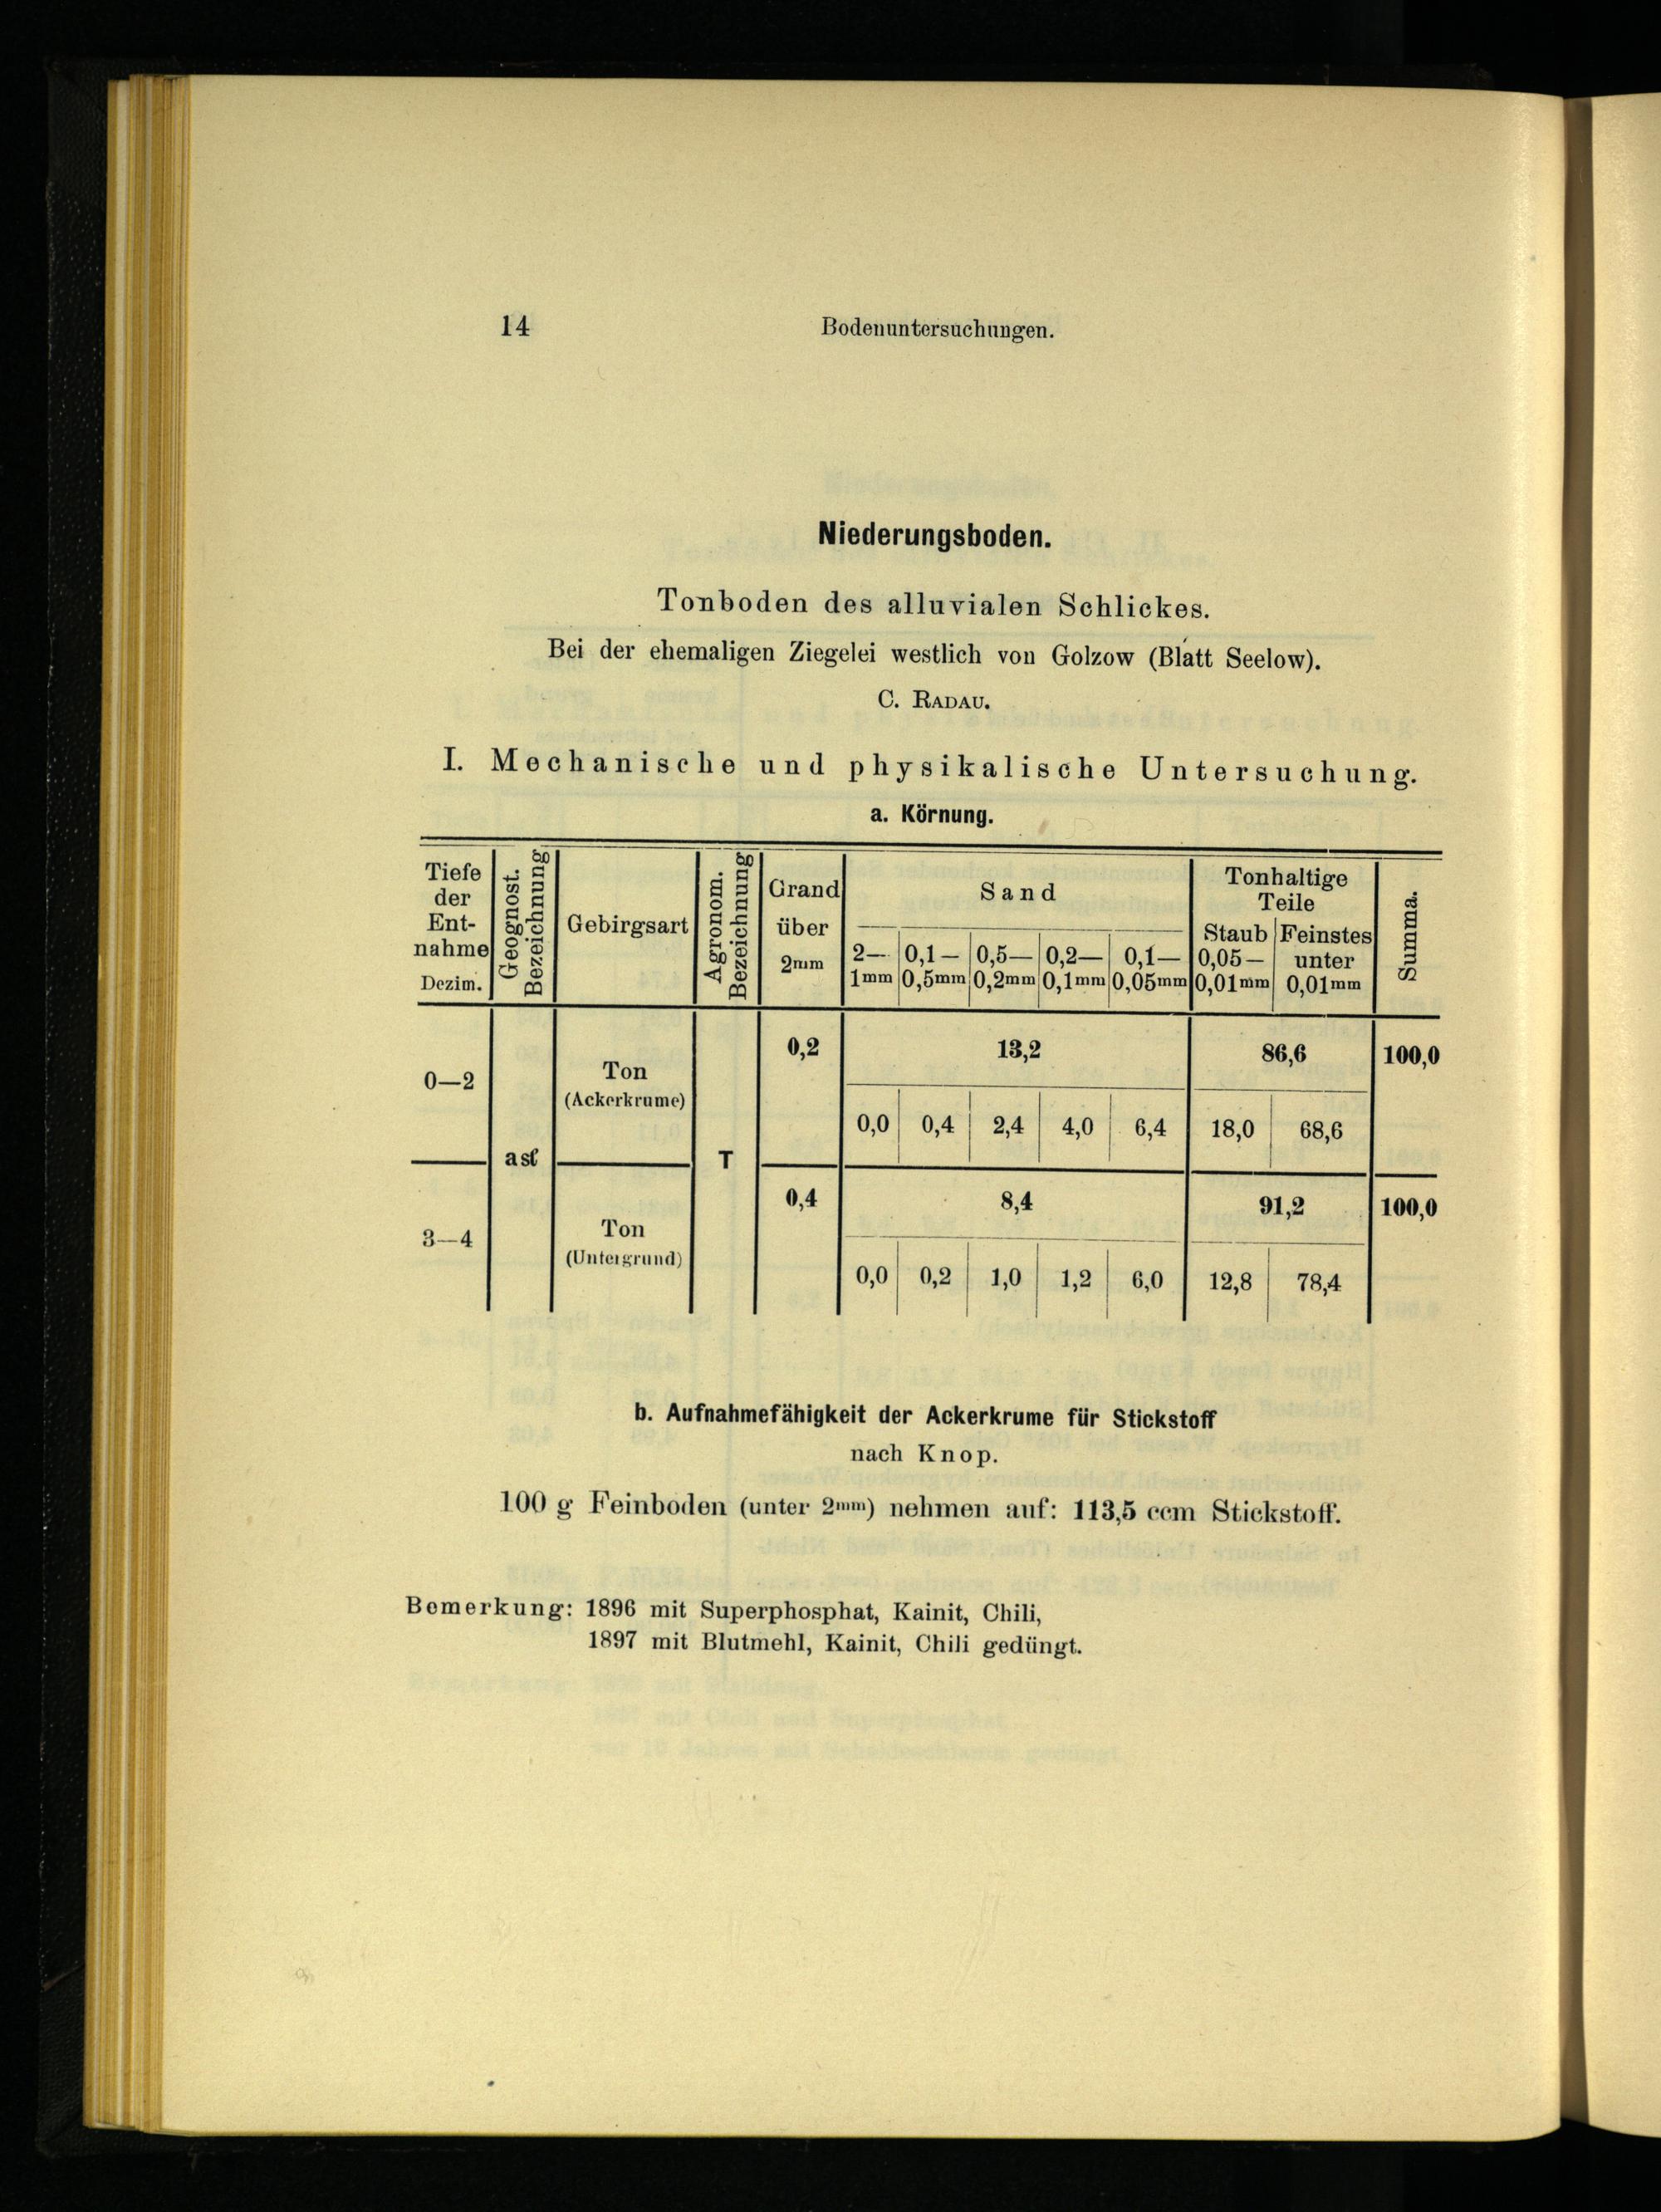 14 Bodenuntersuchungen.
Niederungsboden.
Tonboden des alluvialen Schlickes.
Bei der ehemaligen Ziegelei westlich von Golzow (Blatt Seelow).
C. RADAU.
I. Mechanische und physikalische Untersuchung.
a. Körnung.
Tiefe der Ent-nahme Dezim.
Geognost. Bezeichnung
Gebirgsart
Agronom. Bezeichnung
Grand über 2mm
Sand
2— 1mm
0,1— 0,5mm
0,5— 0,2mm
0,2— 0,1mm
0,1— 0,05mm
Tonhaltige Teile
Staub 0,05— 0,01mm
Feinstes unter 0,01mm
Summa.
0—2
Ton
(Ackerkrume)
0,2 13,2 86,6 100,0
0,0 0,4 2,4 4,0 6,4 18,0 68,6
asf T
3—4
Ton
(Untergrund)
0,4 8,4 91,2 100,0
0,0 0,2 1,0 1,2 6,0 12,8 78,4
b. Aufnahmefähigkeit der Ackerkrume für Stickstoff
nach Knop.
100 g Feinboden (unter 2mm) nehmen auf: 113,5 ccm Stickstoff.
Bemerkung: 1896 mit Superphosphat, Kainit, Chili,
1897 mit Blutmehl, Kainit, Chili gedüngt.